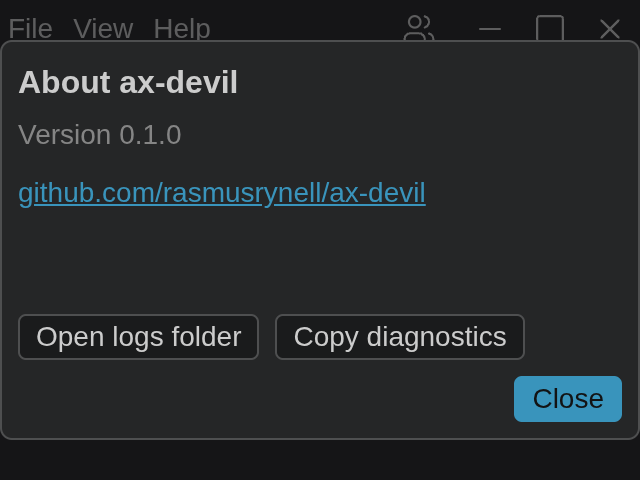 File View Help
About ax-devil
Version 0.1.0
github.com/rasmusrynell/ax-devil
Open logs folder Copy diagnostics
Close